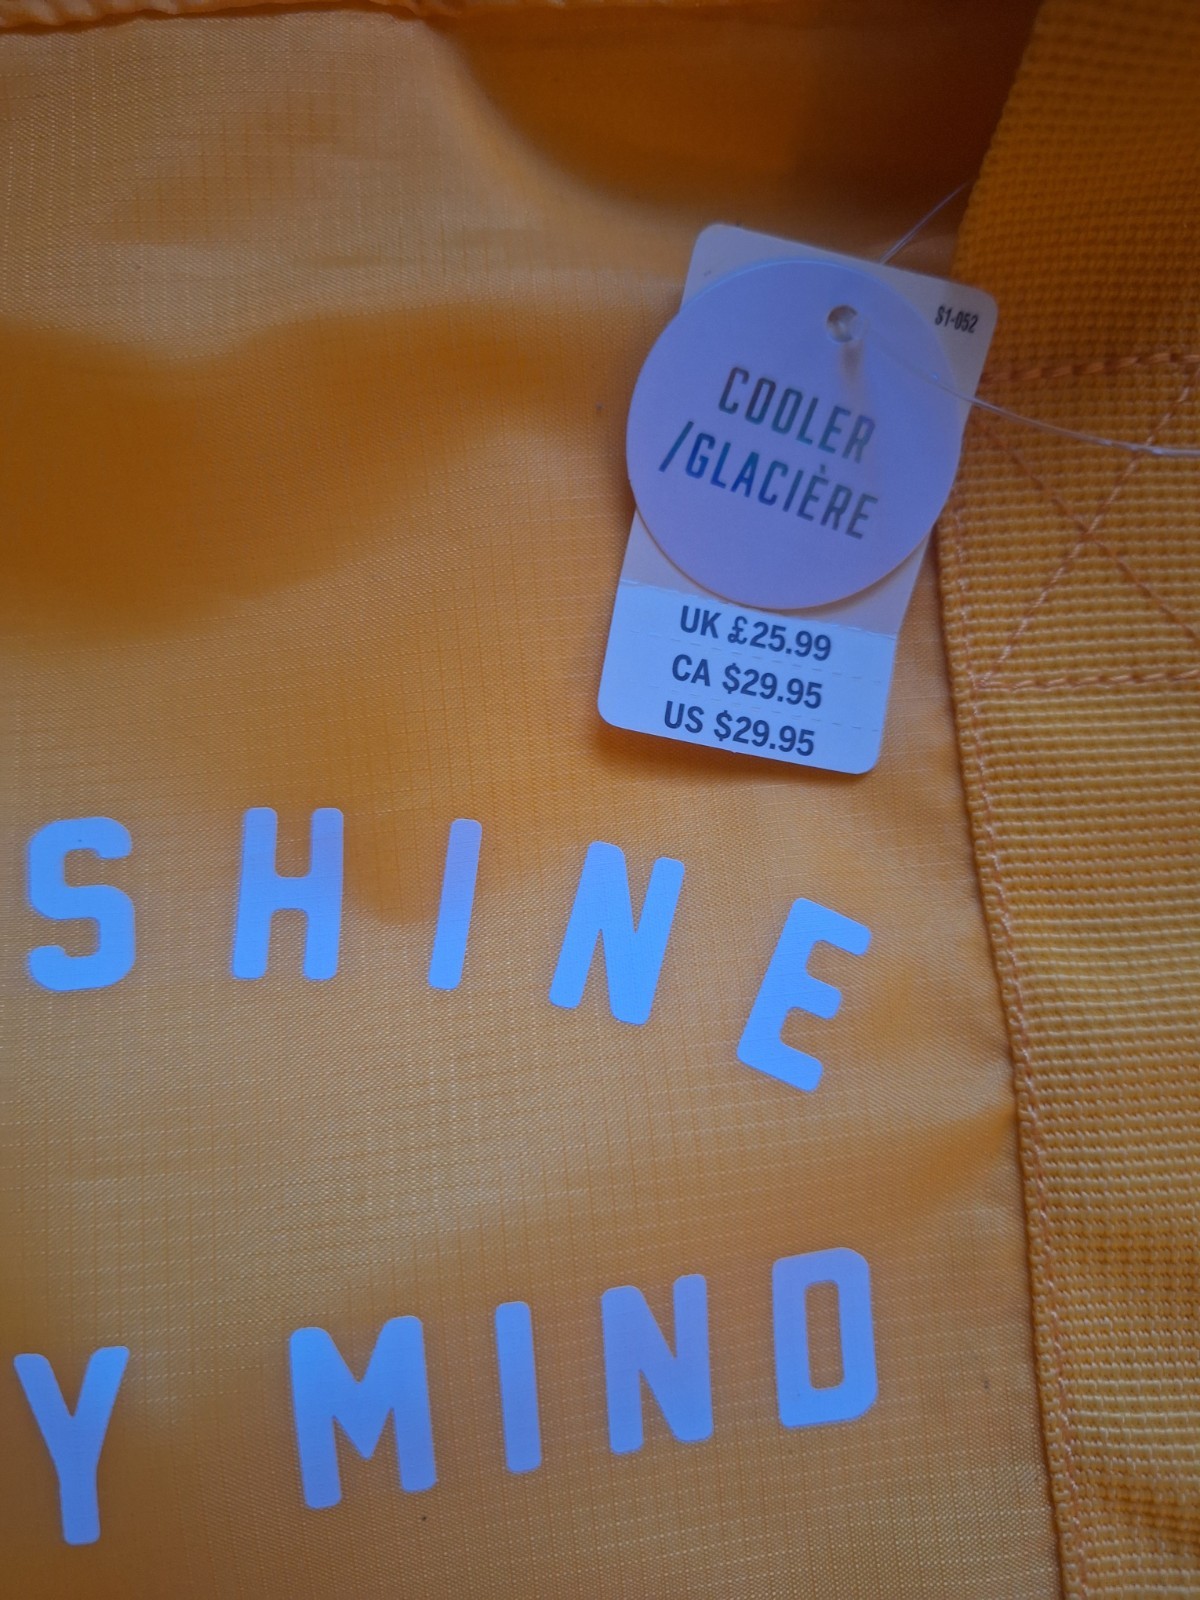 S1-052
COOLER
/GLACIÈRE
UK £25.99
CA $29.95
US $29.95
SHINE
Y MIND